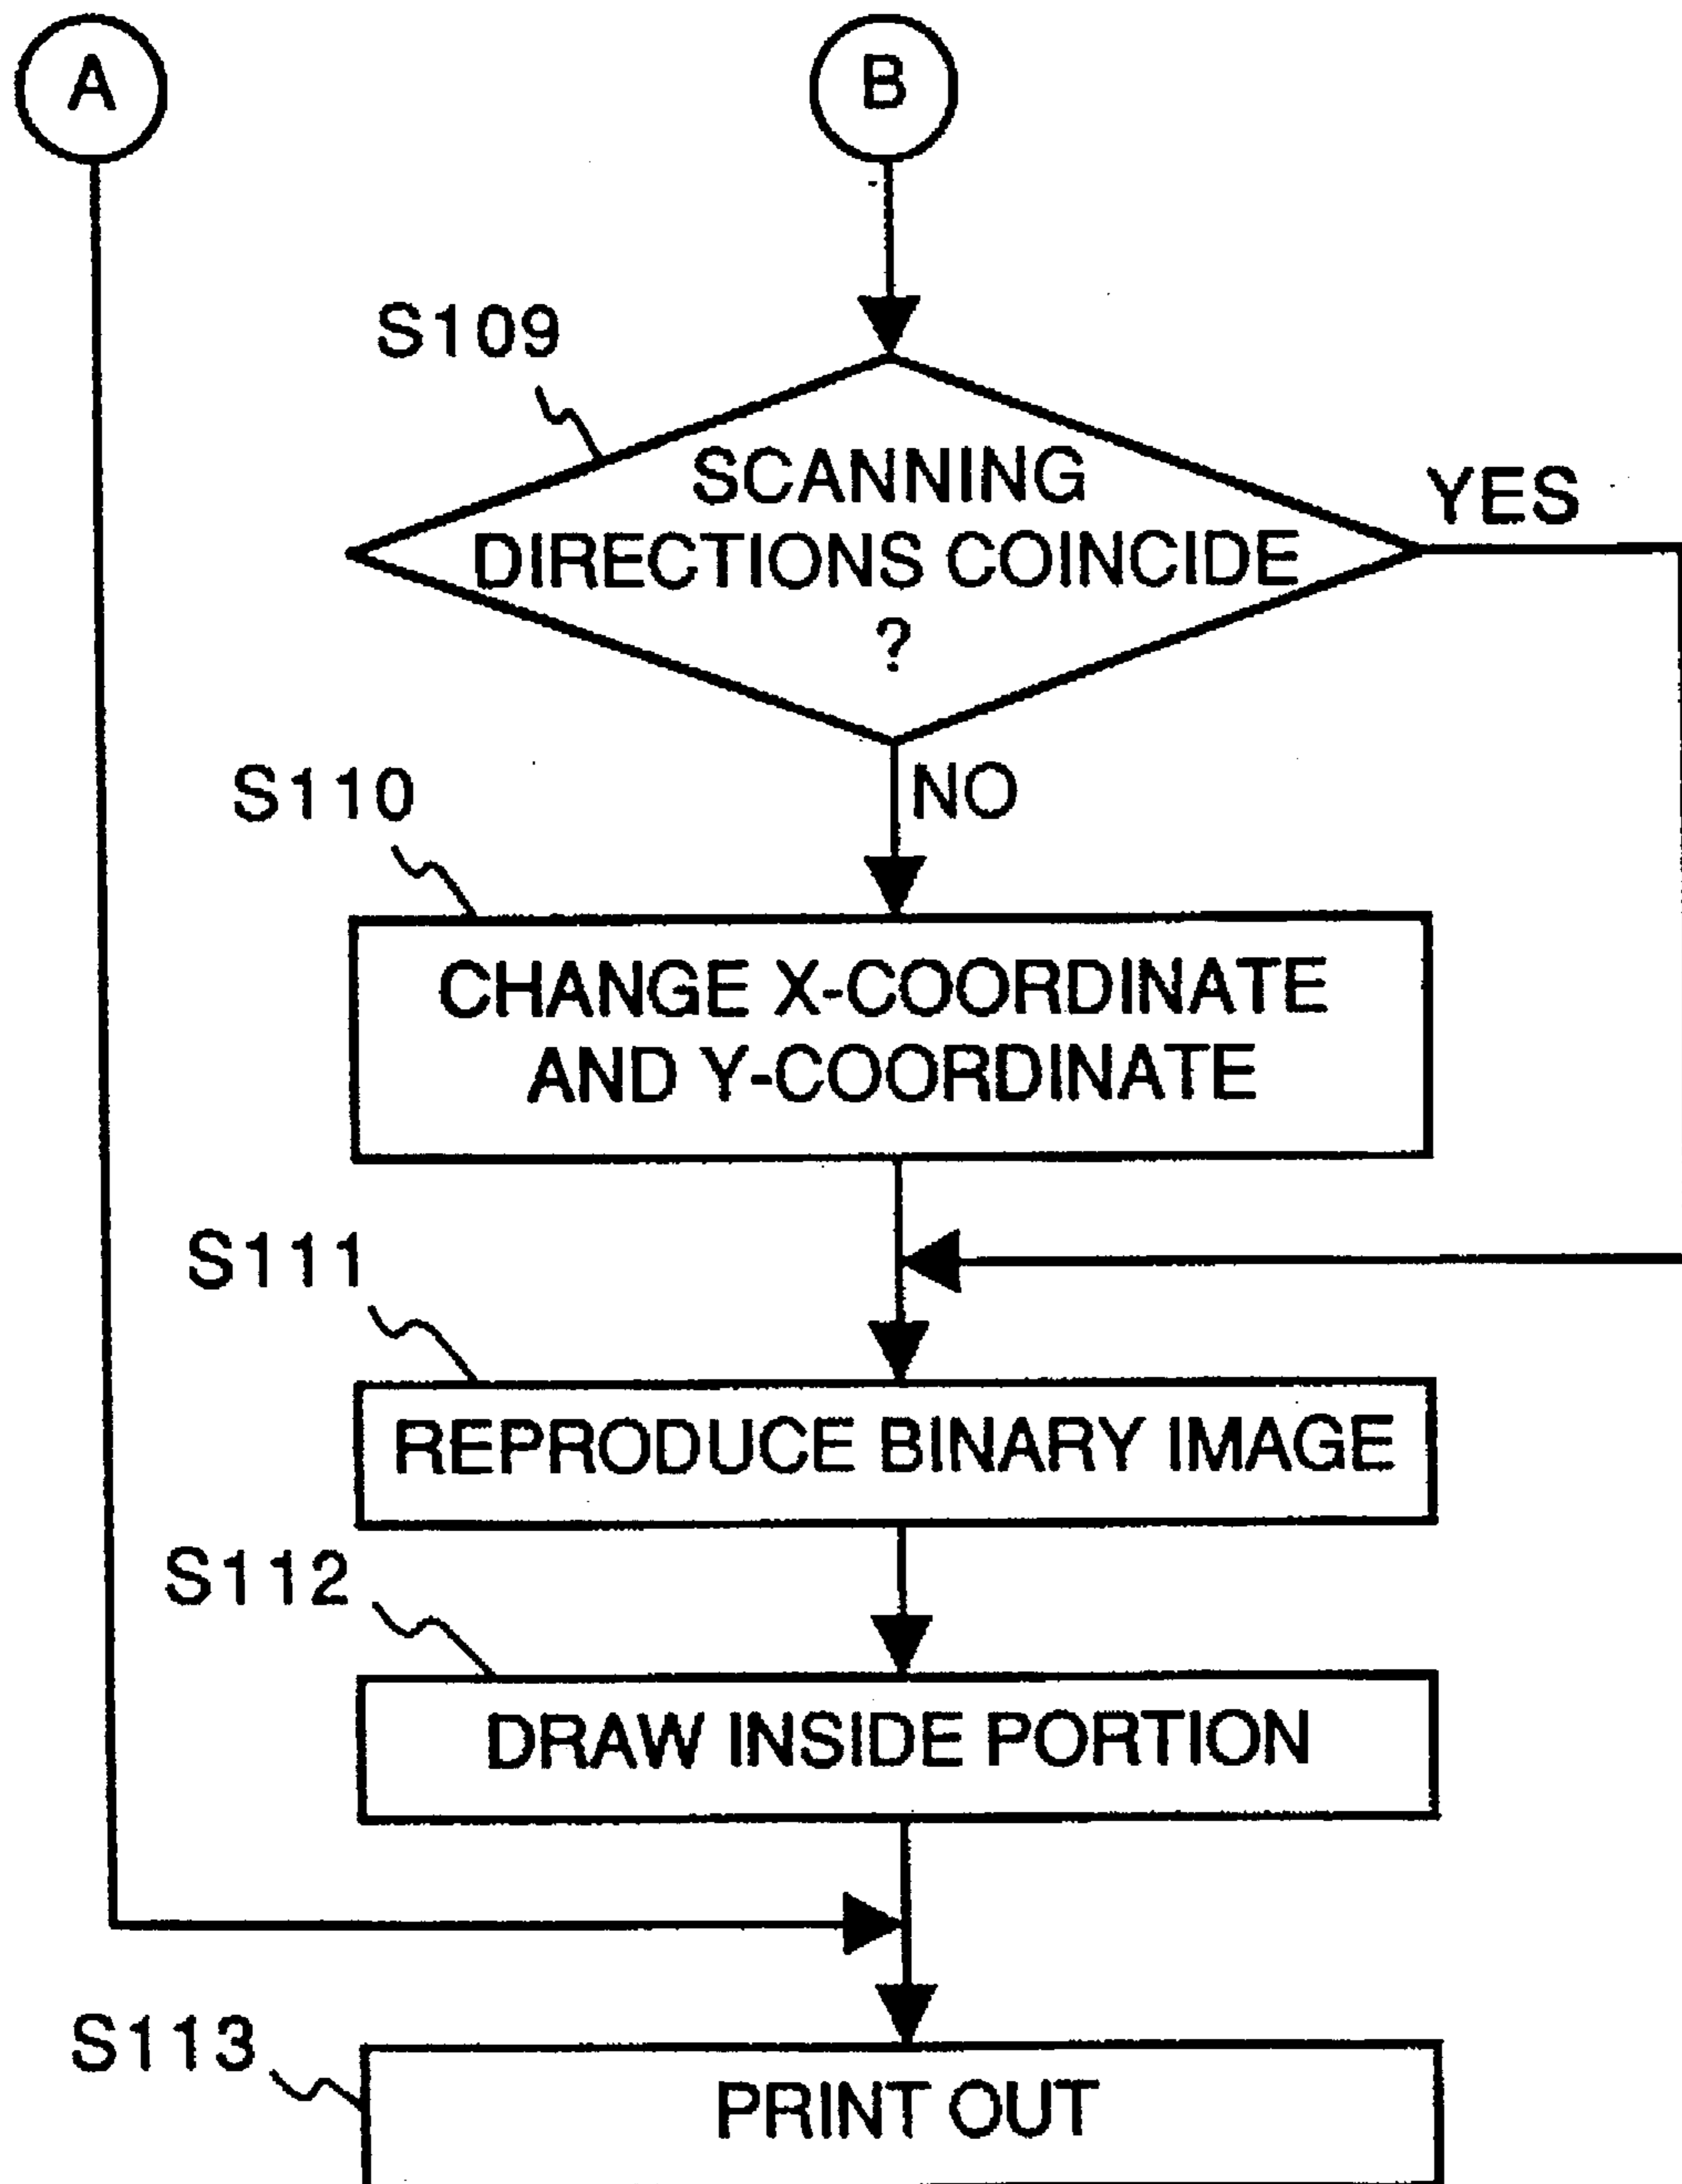 A
B
S109
SCANNING
DIRECTIONS COINCIDE
?
YES
NO
S110
CHANGE X-COORDINATE
AND Y-COORDINATE
S111
REPRODUCE BINARY IMAGE
S112
DRAW INSIDE PORTION
S113
PRINT OUT